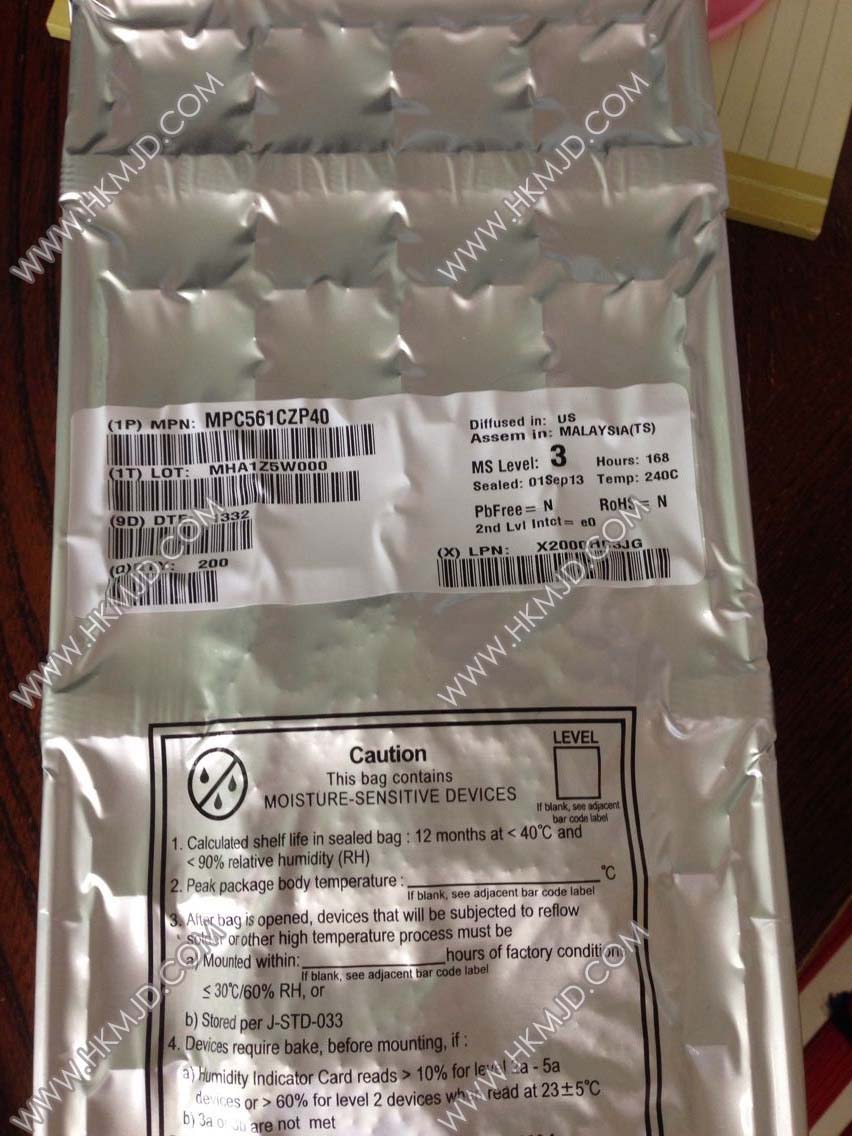 (1P) MPN: MPC561CZP40
(1T) LOT: MHA1Z5W000
(9D) 1332
200
Diffused in: US
Assem in: MALAYSIA(TS)
MS Level: 3 Hours: 168
Sealed: 01Sep13 Temp: 240C
PbFree= N RoHS= N
2nd Lvl Intct= e0
(X) LPN:
Caution
This bag contains
MOISTURE-SENSITIVE DEVICES
LEVEL
If blank, see adjacent
bar code label
1. Calculated shelf life in sealed bag : 12 months at < 40°C and
< 90% relative humidity (RH)
2. Peak package body temperature : °C
If blank, see adjacent bar code label
3. After bag is opened, devices that will be subjected to reflow
solder or other high temperature process must be
a) Mounted within: hours of factory condition
If blank, see adjacent bar code label
≤ 30°C/60% RH, or
b) Stored per J-STD-033
4. Devices require bake, before mounting, if :
a) Humidity Indicator Card reads > 10% for level 2a - 5a
devices or > 60% for level 2 devices when read at 23±5°C
b) 3a or 3b are not met
WWW.HKMJD.COM
WWW.HKMJD.COM
WWW.HKMJD.COM
WWW.HKMJD.COM
WWW.HKMJD.COM
WWW.HKMJD.COM